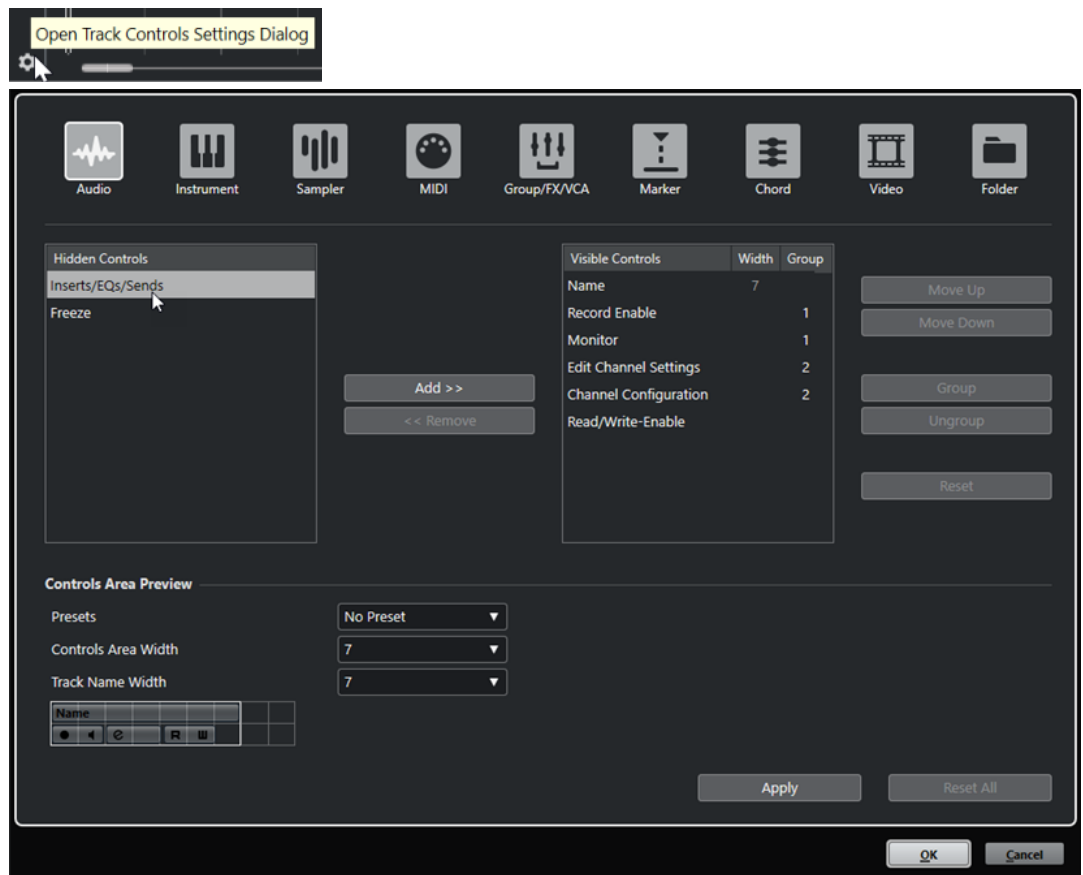 Open Track Controls Settings Dialog
Audio Instrument Sampler MIDI Group/FX/VCA Marker Chord Video Folder
Hidden Controls
Inserts/EQs/Sends
Freeze
Add >>
<< Remove
Visible Controls Width Group
Name 7
Record Enable 1
Monitor 1
Edit Channel Settings 2
Channel Configuration 2
Read/Write-Enable
Move Up
Move Down
Group
Ungroup
Reset
Controls Area Preview
Presets No Preset
Controls Area Width 7
Track Name Width 7
Name
e R W
Apply Reset All
OK Cancel